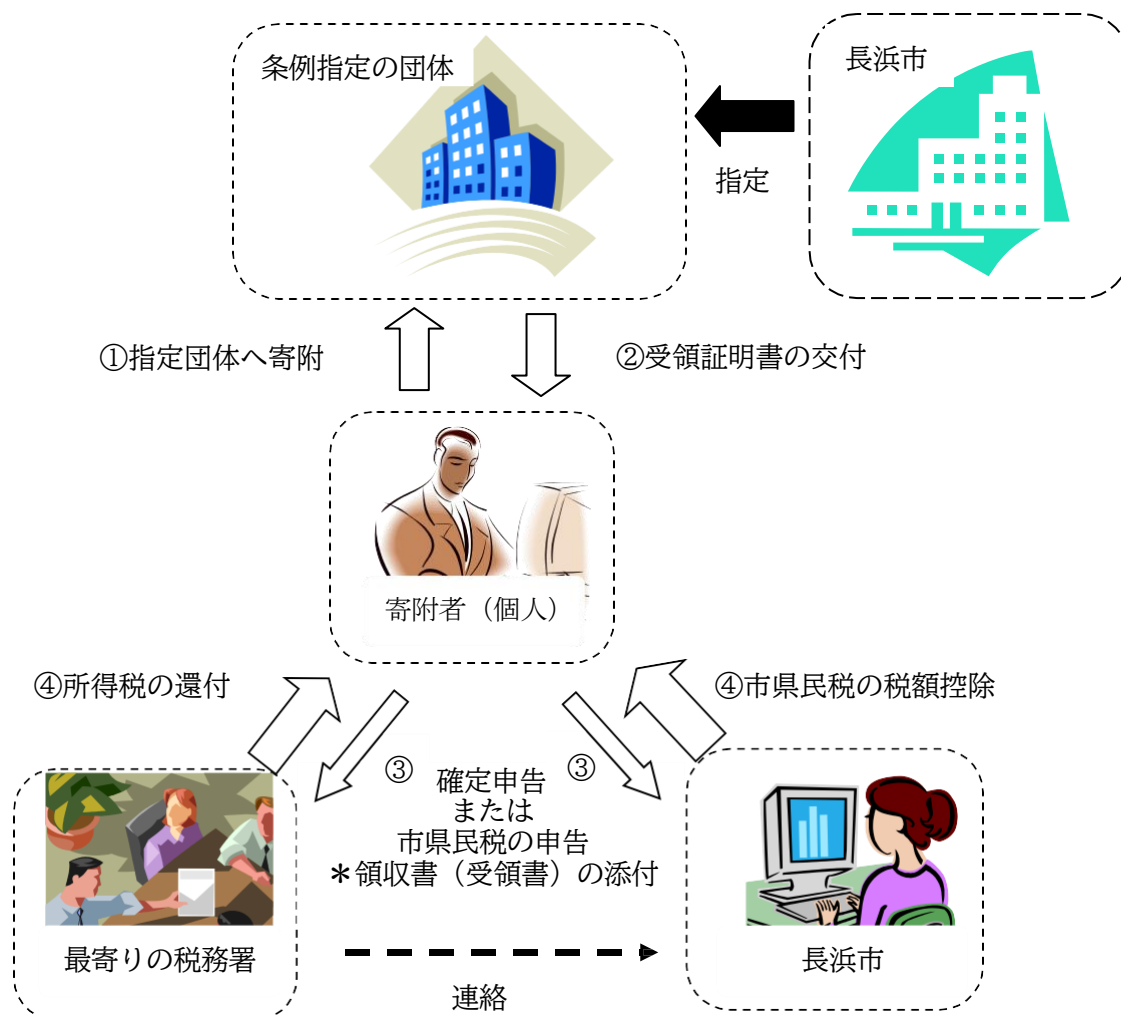 条例指定の団体
長浜市
指定
①指定団体へ寄附
②受領証明書の交付
寄附者（個人）
④所得税の還付
④市県民税の税額控除
③
③
確定申告
または
市県民税の申告
＊領収書（受領書）の添付
最寄りの税務署
連絡
長浜市